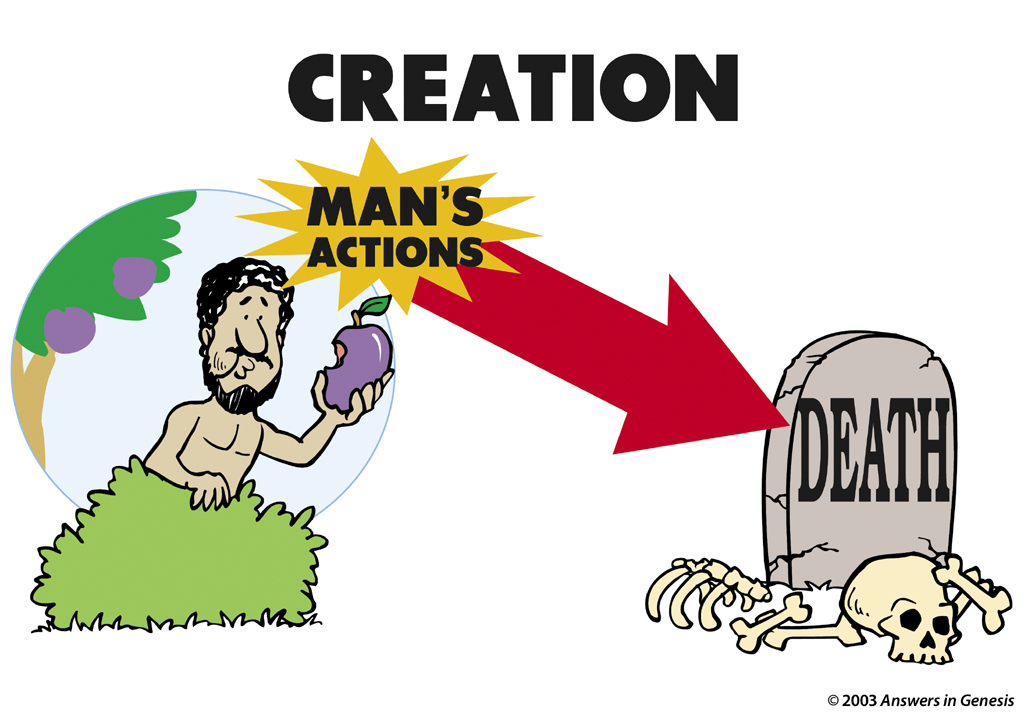 CREATION
MAN'S
ACTIONS
DEATH
© 2003 Answers in Genesis